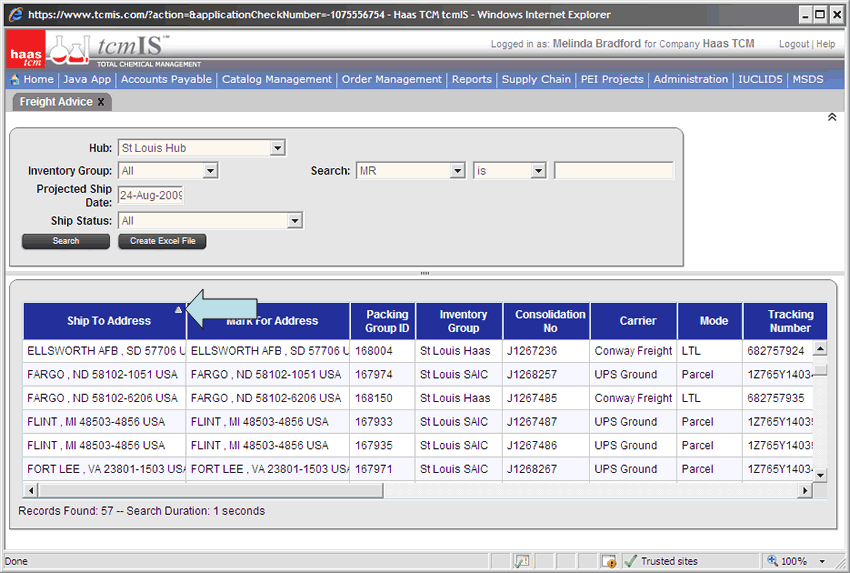 https://www.tcmis.com/?action=&applicationCheckNumber=-1075556754 - Haas TCM tcmIS - Windows Internet Explorer
haas tcm
tcmIS™
TOTAL CHEMICAL MANAGEMENT
Logged in as: Melinda Bradford for Company Haas TCM Logout | Help
Home | Java App | Accounts Payable | Catalog Management | Order Management | Reports | Supply Chain | PEI Projects | Administration | IUCLID5 | MSDS
Freight Advice X
Hub: St Louis Hub
Inventory Group: All Search: MR is
Projected Ship Date: 24-Aug-2009
Ship Status: All
Search Create Excel File
Ship To Address Mark For Address Packing Group ID Inventory Group Consolidation No Carrier Mode Tracking Number
ELLSWORTH AFB , SD 57706 U ELLSWORTH AFB , SD 57706 U 168004 St Louis Haas J1267236 Conway Freight LTL 682757924
FARGO , ND 58102-1051 USA FARGO , ND 58102-1051 USA 167974 St Louis SAIC J1268257 UPS Ground Parcel 1Z765Y1403
FARGO , ND 58102-6206 USA FARGO , ND 58102-6206 USA 168150 St Louis Haas J1267485 Conway Freight LTL 682757935
FLINT , MI 48503-4856 USA FLINT , MI 48503-4856 USA 167933 St Louis SAIC J1267487 UPS Ground Parcel 1Z765Y1403
FLINT , MI 48503-4856 USA FLINT , MI 48503-4856 USA 167935 St Louis SAIC J1267486 UPS Ground Parcel 1Z765Y1403
FORT LEE , VA 23801-1503 USA FORT LEE , VA 23801-1503 USA 167971 St Louis SAIC J1268267 UPS Ground Parcel 1Z765Y1403
Records Found: 57 -- Search Duration: 1 seconds
Done Trusted sites 100%